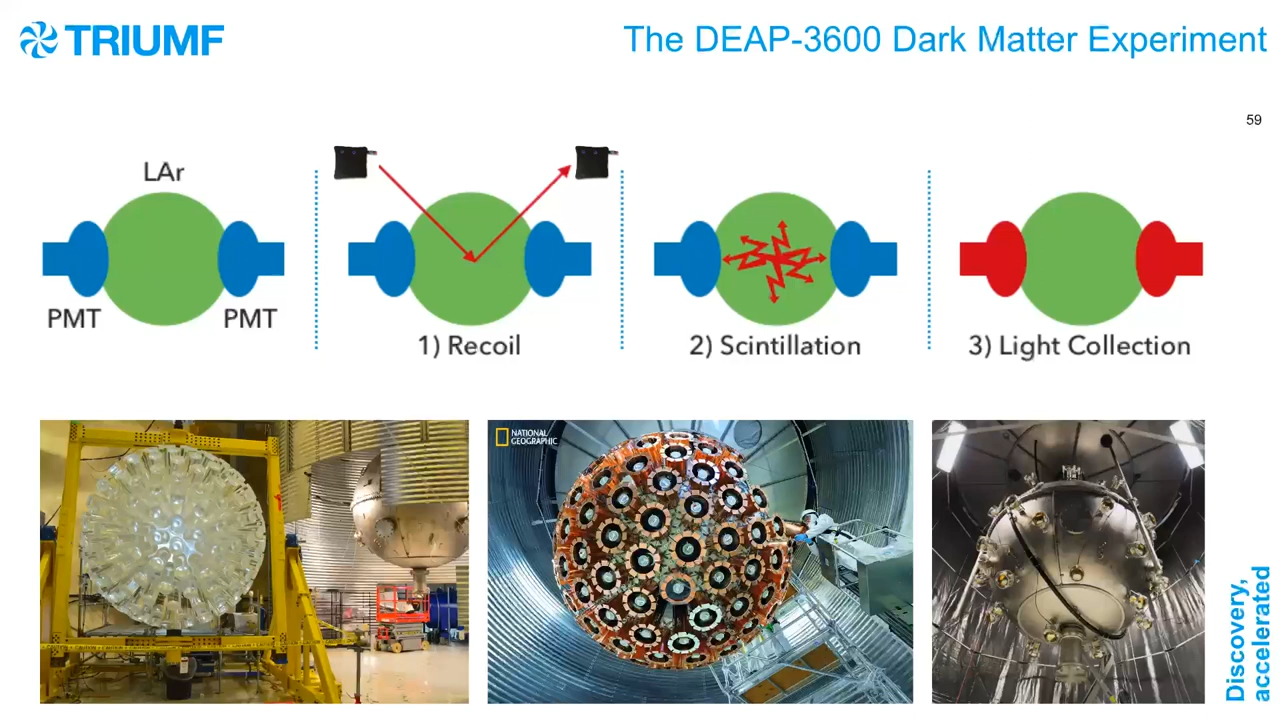 TRIUMF
The DEAP-3600 Dark Matter Experiment
59
LAr
PMT
PMT
1) Recoil
2) Scintillation
3) Light Collection
NATIONAL
GEOGRAPHIC
Discovery,
accelerated